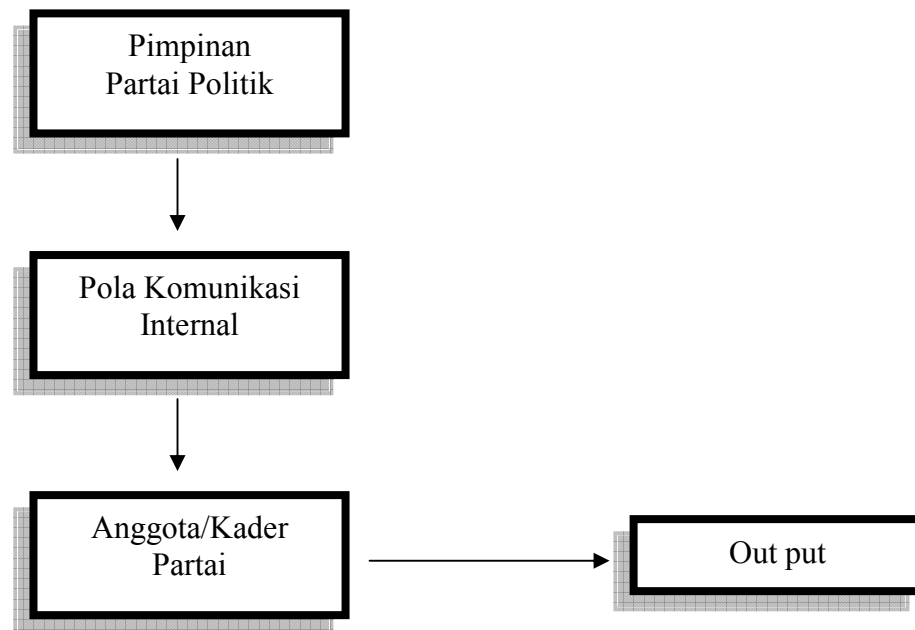 Pimpinan
Partai Politik
Pola Komunikasi
Internal
Anggota/Kader
Partai
Out put